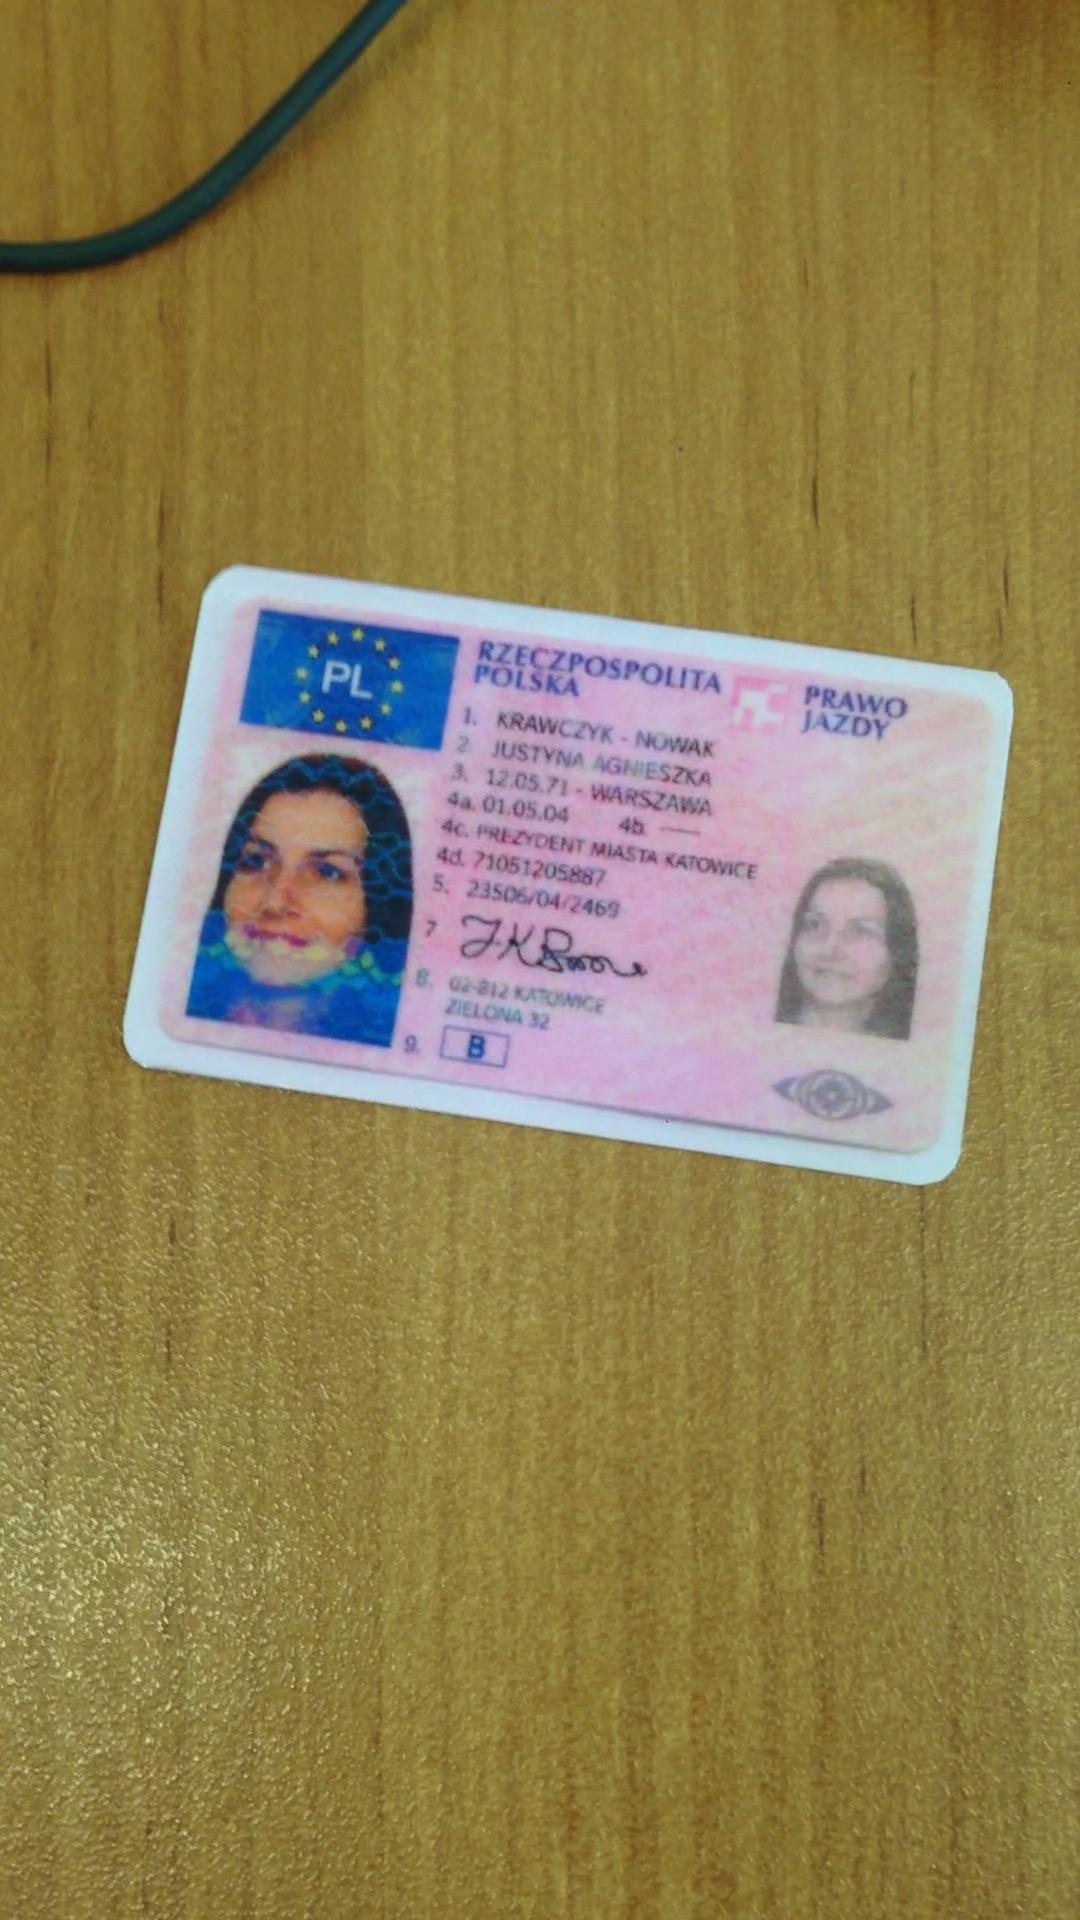 PL
RZECZPOSPOLITA
POLSKA
PRAWO
JAZDY
1. KRAWCZYK - NOWAK
2 JUSTYNA AGNIESZKA
3. 12.05.71 - WARSZAWA
4a. 01.05.04 4b. —
4c. PREZYDENT MIASTA KATOWICE
4d. 71051205887
5. 23506/04/2469
7
8. 02-812 KATOWICE
ZIELONA 32
9. B